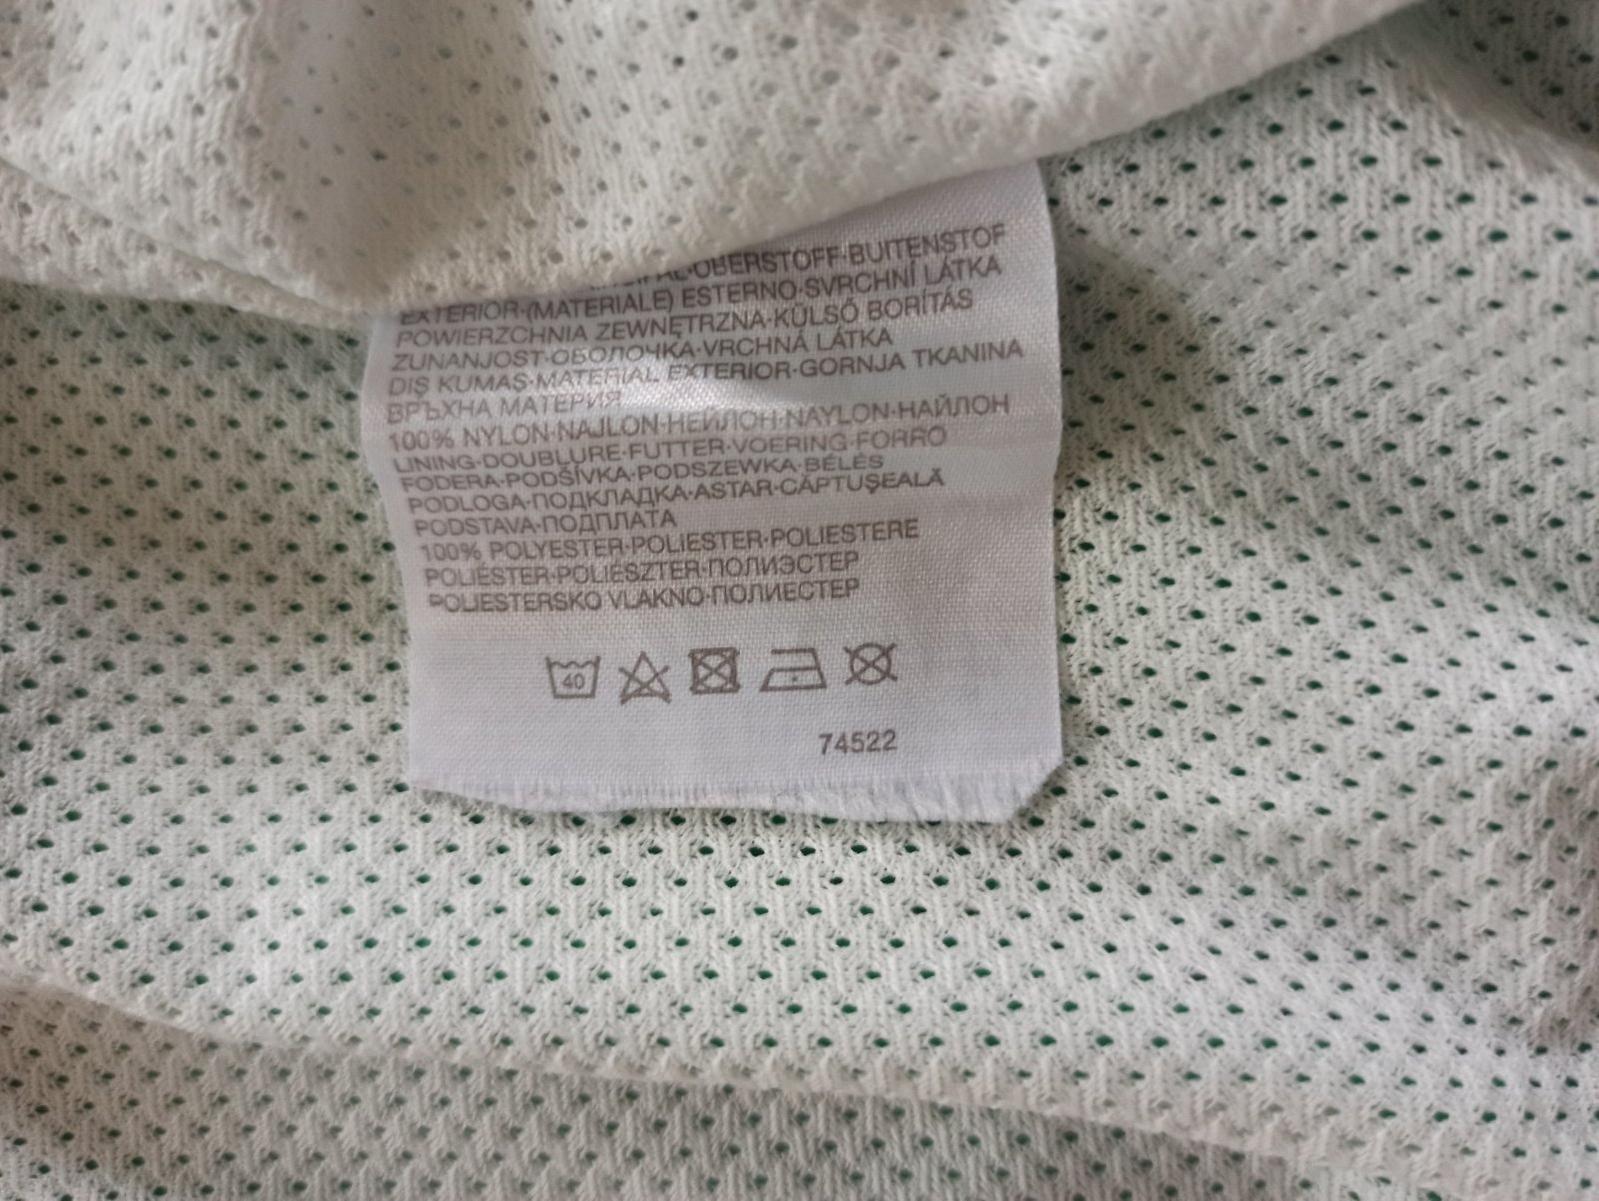 OBERSTOFF·BUITENSTOF
EXTERIOR·(MATERIALE) ESTERNO·SVRCHNÍ LÁTKA
POWIERZCHNIA ZEWNĘTRZNA·KÜLSŐ BORÍTÁS
ZUNANJOST·ОБОЛОЧКА·VRCHNÁ LÁTKA
DIŞ KUMAŞ·MATERIAL EXTERIOR·GORNJA TKANINA
ВРЪХНА МАТЕРИЯ
100% NYLON·NAJLON·НЕЙЛОН·NAYLON·НАЙЛОН
LINING·DOUBLURE·FUTTER·VOERING·FORRO
FODERA·PODŠÍVKA·PODSZEWKA·BÉLÉS
PODLOGA·ПОДКЛАДКА·ASTAR·CĂPTUŞEALĂ
PODSTAVA·ПОДПЛАТА
100% POLYESTER·POLIESTER·POLIESTERE
POLIÉSTER·POLIÉSZTER·ПОЛИЭСТЕР
POLIESTERSKO VLAKNO·ПОЛИЕСТЕР
40
74522